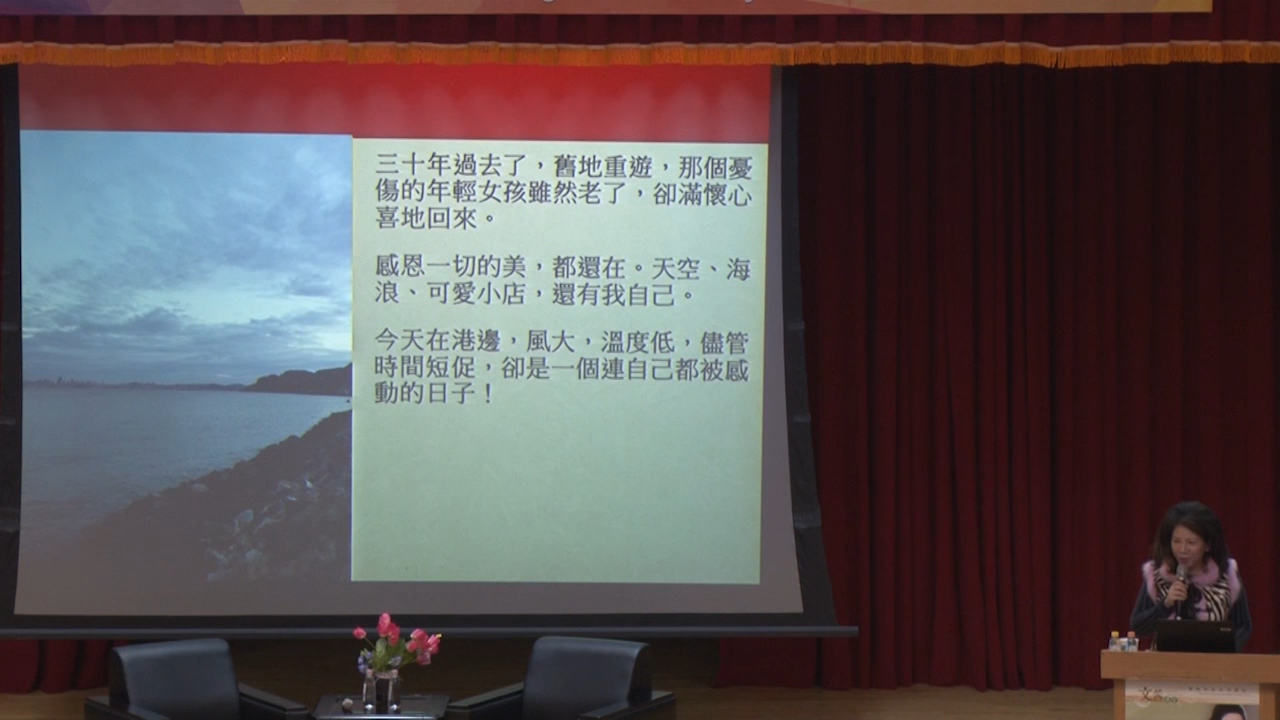 三十年過去了，舊地重遊，那個憂
傷的年輕女孩雖然老了，卻滿懷心
喜地回來。
感恩一切的美，都還在。天空、海
浪、可愛小店，還有我自己。
今天在港邊，風大，溫度低，儘管
時間短促，卻是一個連自己都被感
動的日子！